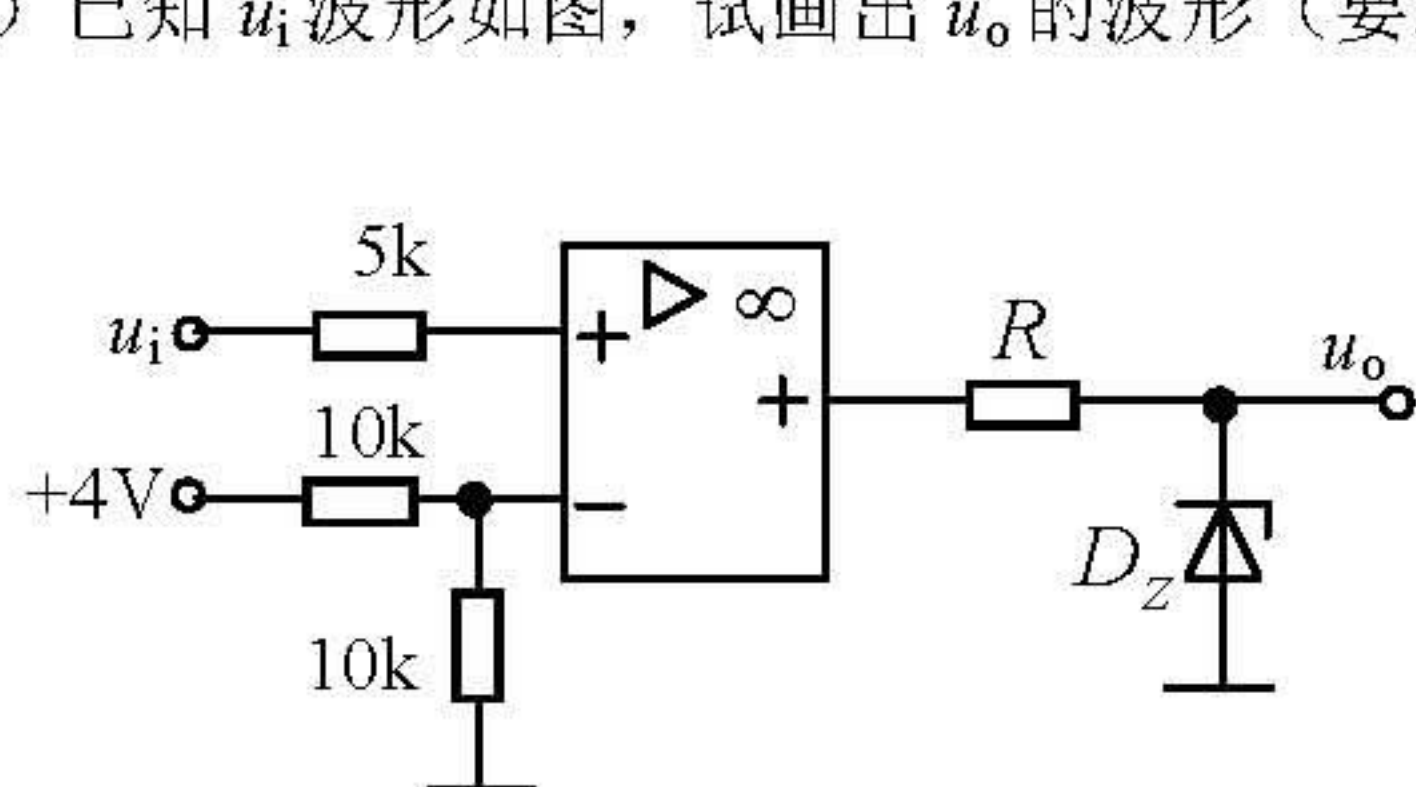 ）已知 ui 波形如图，试画出 uo 的波形（要
5k
ui
+
▷ ∞
R
uo
10k
+
+4V
−
DZ
10k